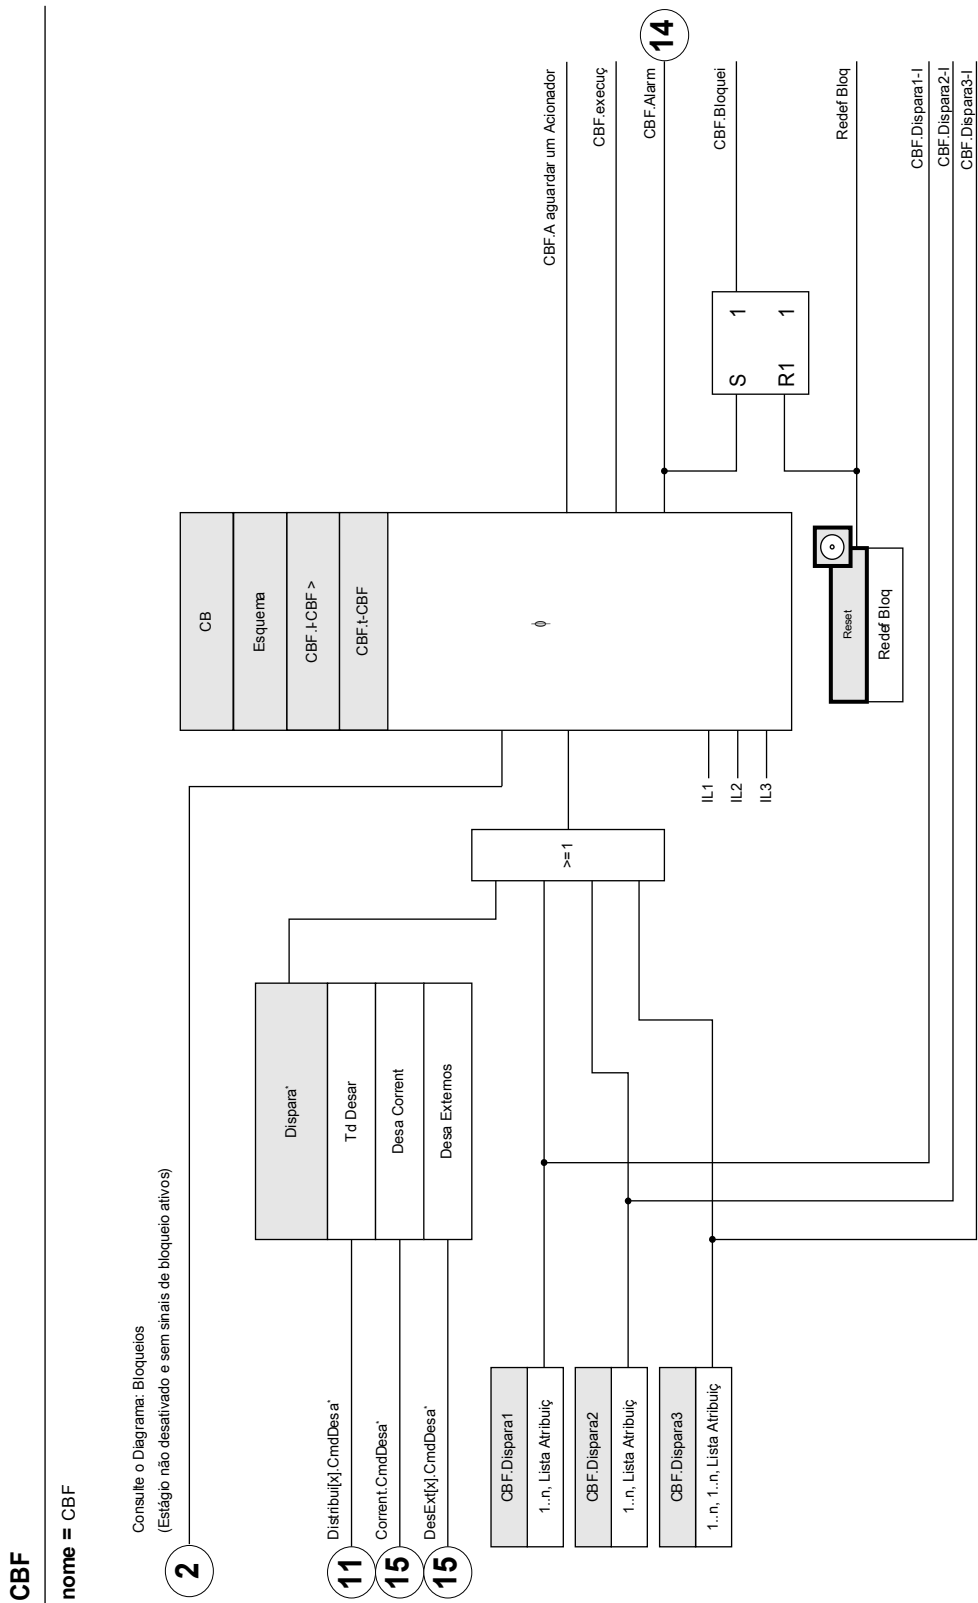 CBF
nome = CBF
Consulte o Diagrama: Bloqueios
(Estágio não desativado e sem sinais de bloqueio ativos)
2
Distribui[x].CmdDesa*
11
Corrent.CmdDesa*
15
DesExt[x].CmdDesa*
15
Dispara*
Td Desar
Desa Corrent
Desa Externos
CBF.Dispara1
1..n, Lista Atribuiç
CBF.Dispara2
1..n, Lista Atribuiç
CBF.Dispara3
1..n, 1..n, Lista Atribuiç
>=1
IL1
IL2
IL3
CB
Esquema
CBF.I-CBF >
CBF.t-CBF
φ
Reset
Redef Bloq
S 1
R1 1
CBF.A aguardar um Acionador
CBF.execuç
CBF.Alarm
14
CBF.Bloquei
Redef Bloq
CBF.Dispara1-I
CBF.Dispara2-I
CBF.Dispara3-I